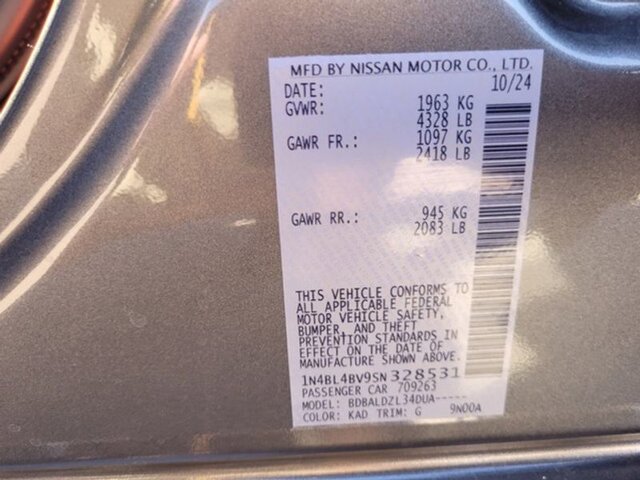 MFD BY NISSAN MOTOR CO., LTD.
DATE: 10/24
GVWR: 1963 KG
4328 LB
GAWR FR.: 1097 KG
2418 LB
GAWR RR.: 945 KG
2083 LB
THIS VEHICLE CONFORMS TO
ALL APPLICABLE FEDERAL
MOTOR VEHICLE SAFETY,
BUMPER, AND THEFT
PREVENTION STANDARDS IN
EFFECT ON THE DATE OF
MANUFACTURE SHOWN ABOVE.
1N4BL4BV9SN328531
PASSENGER CAR 709263
MODEL: BDBALDZL34DUA-----
COLOR: KAD TRIM: G 9N00A